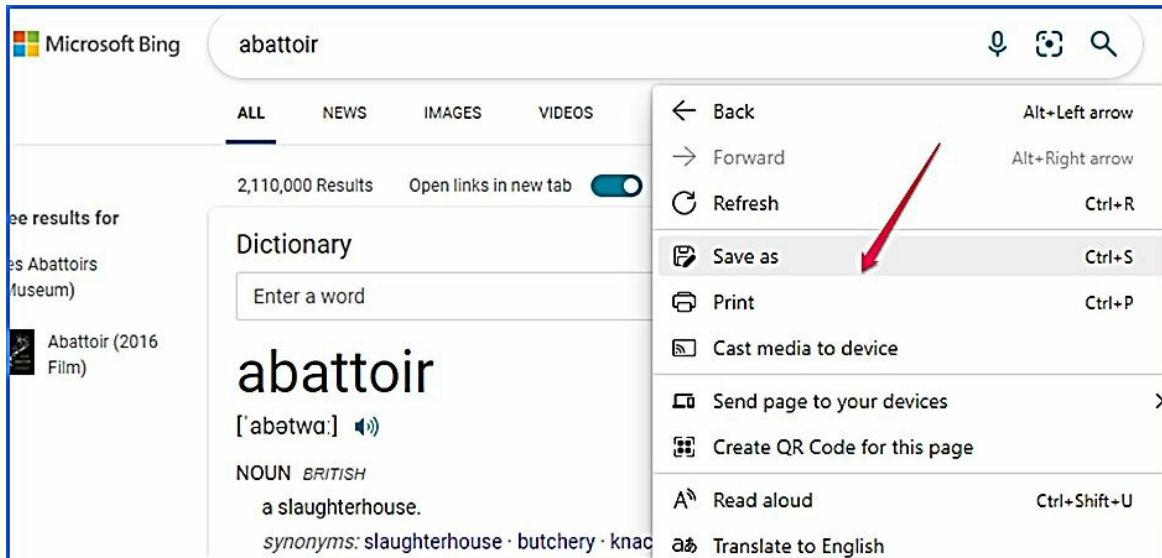 Microsoft Bing
abattoir
ALL NEWS IMAGES VIDEOS
2,110,000 Results Open links in new tab
ee results for
es Abattoirs
Museum)
Abattoir (2016
Film)
Dictionary
Enter a word
abattoir
[ˈabətwɑː]
NOUN BRITISH
a slaughterhouse.
synonyms: slaughterhouse · butchery · knac
Back Alt+Left arrow
Forward Alt+Right arrow
Refresh Ctrl+R
Save as Ctrl+S
Print Ctrl+P
Cast media to device
Send page to your devices
Create QR Code for this page
Read aloud Ctrl+Shift+U
Translate to English